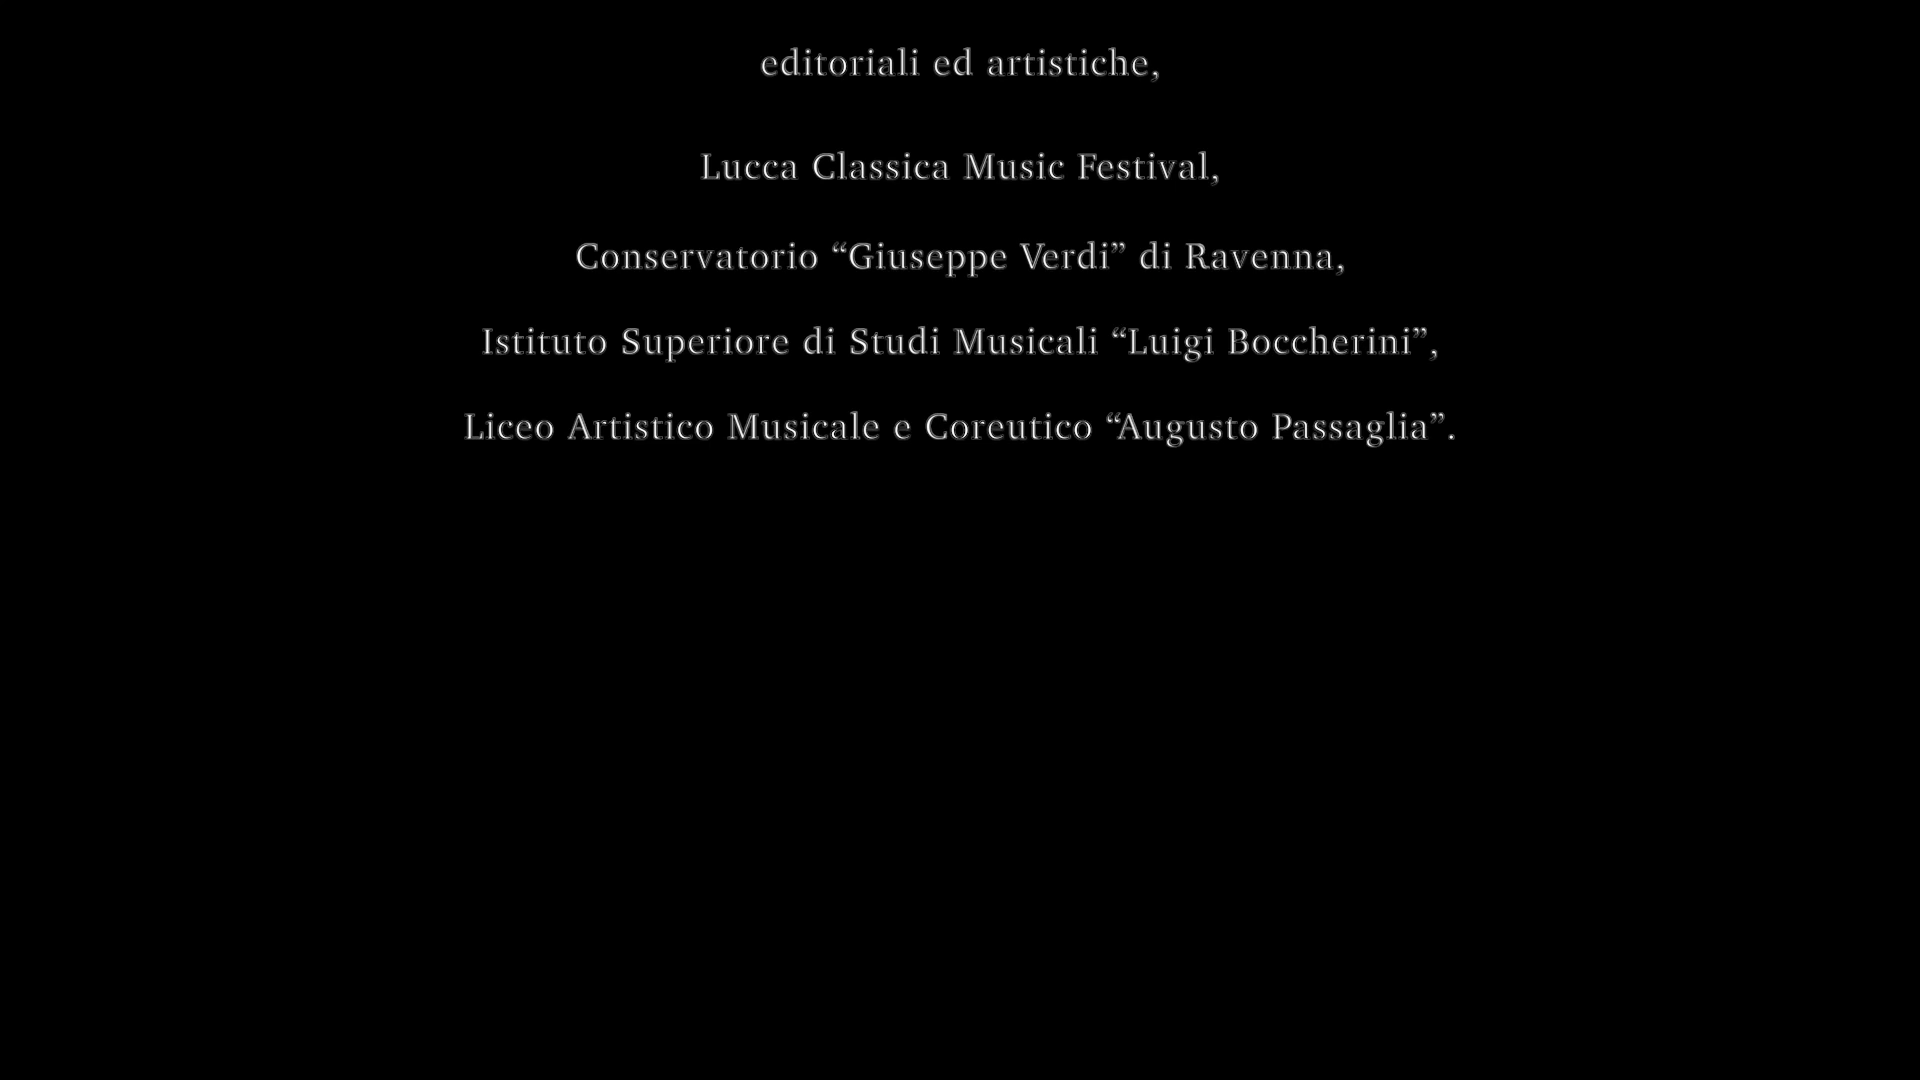 editoriali ed artistiche,
Lucca Classica Music Festival,
Conservatorio “Giuseppe Verdi” di Ravenna,
Istituto Superiore di Studi Musicali “Luigi Boccherini”,
Liceo Artistico Musicale e Coreutico “Augusto Passaglia”.